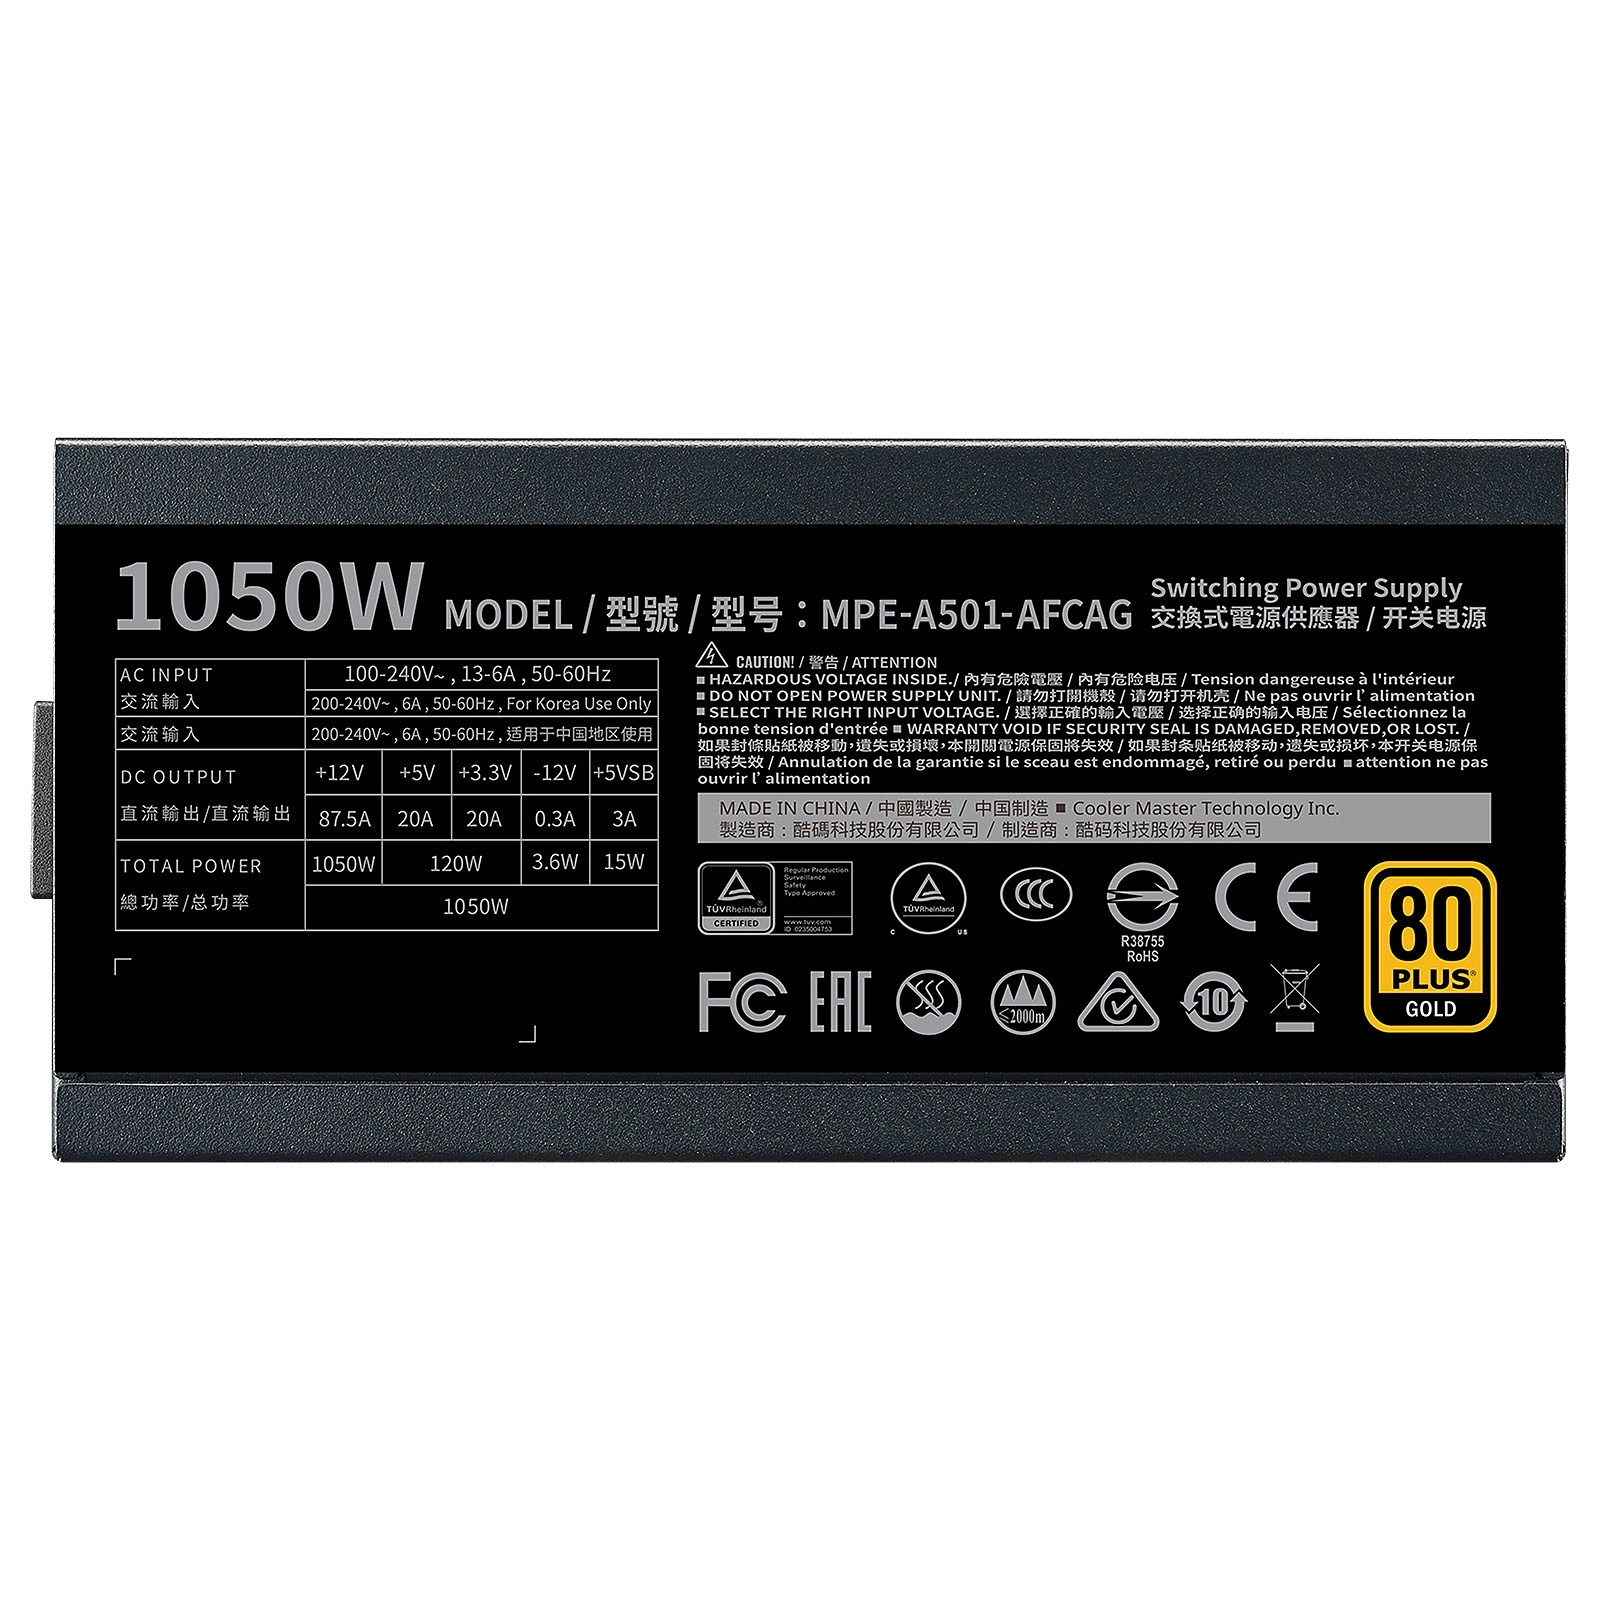 1050W MODEL / 型號 / 型号：MPE-A501-AFCAG
Switching Power Supply
交換式電源供應器 / 开关电源
AC INPUT 100-240V~ , 13-6A , 50-60Hz
交流輸入 200-240V~ , 6A , 50-60Hz , For Korea Use Only
交流输入 200-240V~ , 6A , 50-60Hz , 适用于中国地区使用
DC OUTPUT +12V +5V +3.3V -12V +5VSB
直流輸出/直流输出 87.5A 20A 20A 0.3A 3A
TOTAL POWER 1050W 120W 3.6W 15W
總功率/总功率 1050W
CAUTION! / 警告 / ATTENTION
■ HAZARDOUS VOLTAGE INSIDE./ 內有危險電壓 / 内有危险电压 / Tension dangereuse à l'intérieur
■ DO NOT OPEN POWER SUPPLY UNIT. / 請勿打開機殼 / 请勿打开机壳 / Ne pas ouvrir l' alimentation
■ SELECT THE RIGHT INPUT VOLTAGE. / 選擇正確的輸入電壓 / 选择正确的输入电压 / Sélectionnez la
bonne tension d'entrée ■ WARRANTY VOID IF SECURITY SEAL IS DAMAGED,REMOVED,OR LOST. /
如果封條貼紙被移動,遺失或損壞,本開關電源保固將失效 / 如果封条贴纸被移动,遗失或损坏,本开关电源保
固将失效 / Annulation de la garantie si le sceau est endommagé, retiré ou perdu ■ attention ne pas
ouvrir l' alimentation
MADE IN CHINA / 中國製造 / 中国制造 ■ Cooler Master Technology Inc.
製造商：酷碼科技股份有限公司 / 制造商：酷码科技股份有限公司
TÜVRheinland®
CERTIFIED
Regular Production
Surveillance
Safety
Type Approved
www.tuv.com
ID 0235004753
TÜVRheinland
C US
CCC
R38755
RoHS
CE
80
PLUS®
GOLD
FC
EAC
≤2000m
10